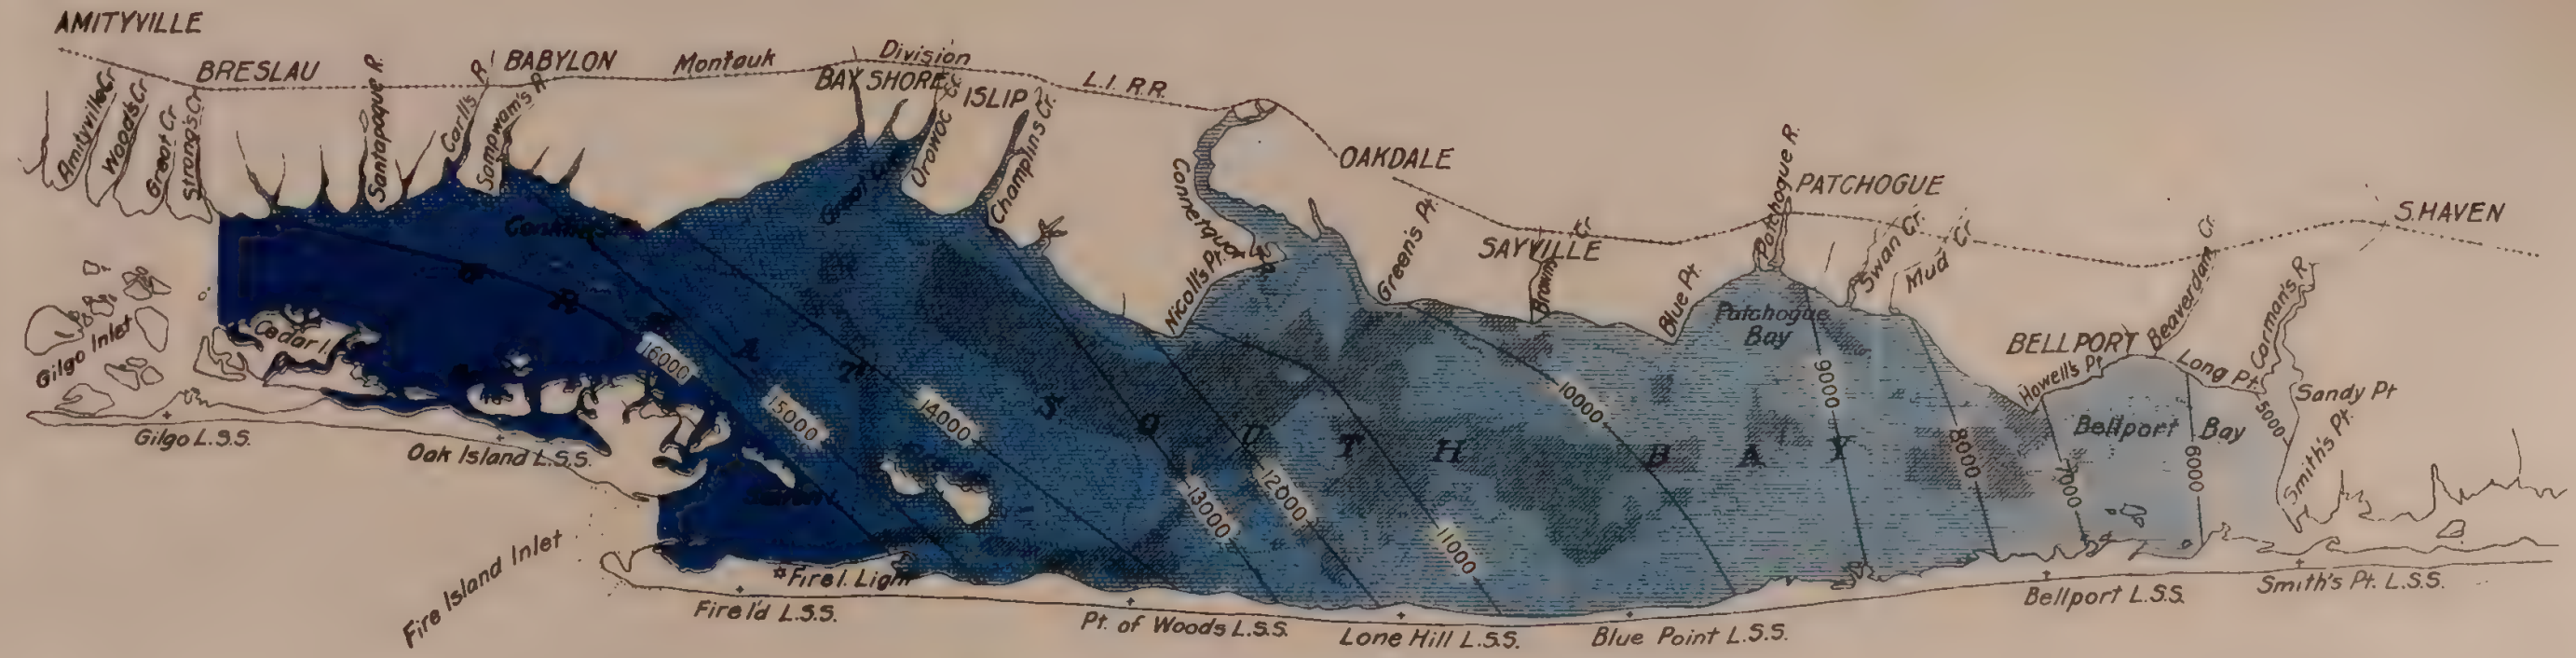 AMITYVILLE
BRESLAU
BABYLON
Montauk
Division
BAY SHORE
ISLIP
L.I. R.R.
OAKDALE
SAYVILLE
PATCHOGUE
BELLPORT
S.HAVEN
Amityville Cr
Woods Cr
Great Cr
Strong's Cr
Santapague R.
Carll's R
Sampwam's R
Orowoc Cr.
Champlins Cr.
Connetquot
Nicoll's Pt.
Green's Pt.
Brown's Cr
Blue Pt.
Patchogue R.
Swan Cr.
Mud Cr
Howell's Pt
Beaverdam Cr.
Long Pt.
Carman's R.
Sandy Pt
Smith's Pt.
Patchogue
Bay
Bellport Bay
Great Cove
G R A T S O U T H B A Y
16000
15000
14000
13000
12000
11000
10000
9000
8000
7000
6000
5000
Gilgo Inlet
Cedar I.
Gilgo L.S.S.
Oak Island L.S.S.
Fire Island Inlet
*Fire I. Light
Fire I'd L.S.S.
Pt. of Woods L.S.S.
Lone Hill L.S.S.
Blue Point L.S.S.
Bellport L.S.S.
Smith's Pt. L.S.S.